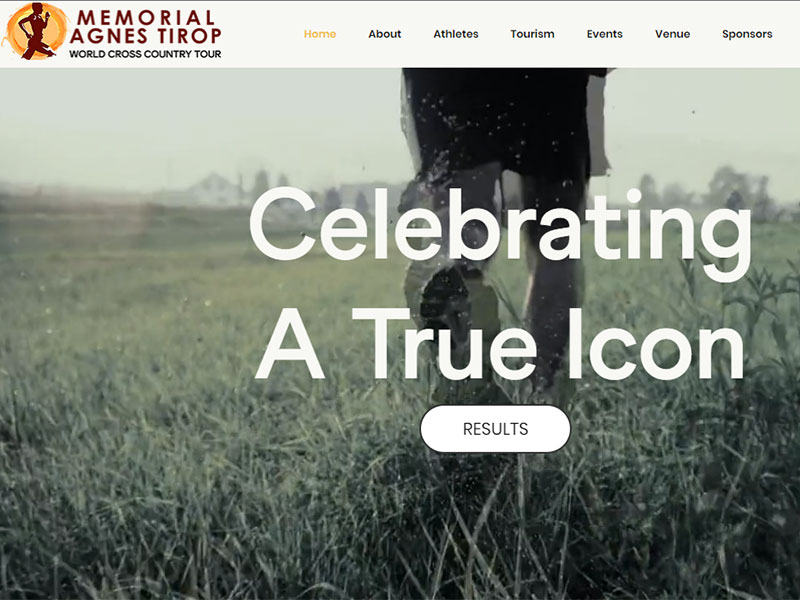 MEMORIAL
AGNES TIROP
WORLD CROSS COUNTRY TOUR
Home About Athletes Tourism Events Venue Sponsors
Celebrating
A True Icon
RESULTS